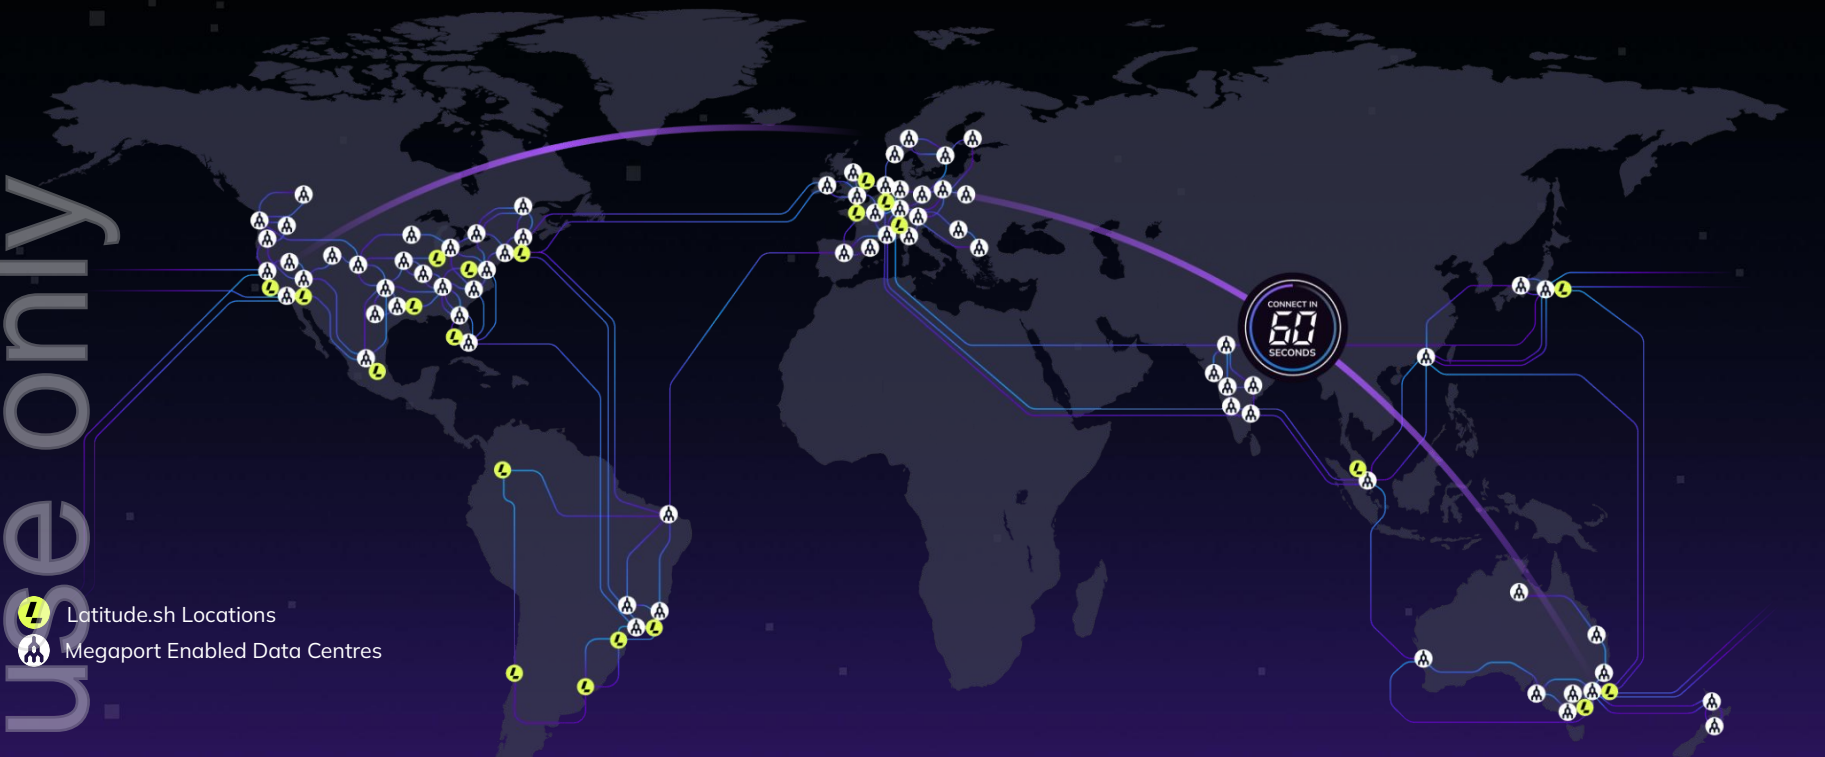 use only
CONNECT IN
60
SECONDS
Latitude.sh Locations
Megaport Enabled Data Centres